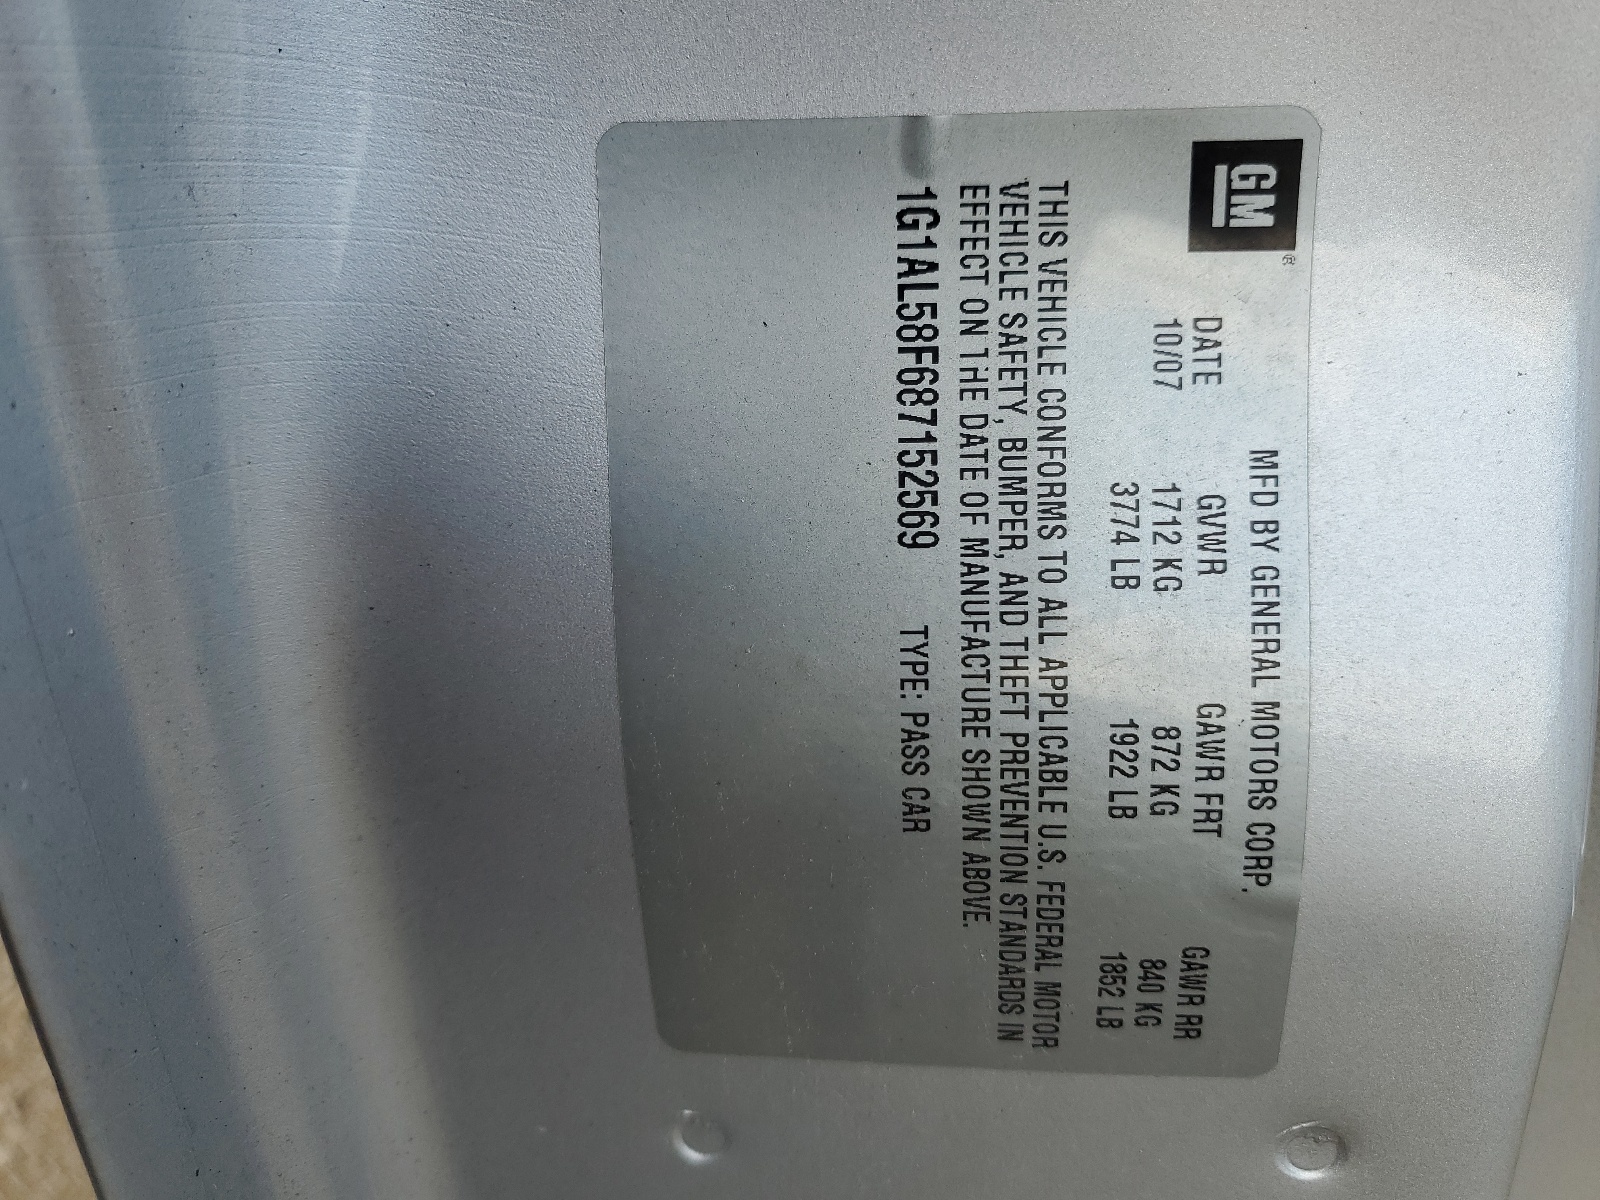 GM®
MFD BY GENERAL MOTORS CORP.
DATE GVWR GAWR FRT GAWR RR
10/07 1712 KG 872 KG 840 KG
3774 LB 1922 LB 1852 LB
THIS VEHICLE CONFORMS TO ALL APPLICABLE U.S. FEDERAL MOTOR
VEHICLE SAFETY, BUMPER, AND THEFT PREVENTION STANDARDS IN
EFFECT ON THE DATE OF MANUFACTURE SHOWN ABOVE.
1G1AL58F687152569 TYPE: PASS CAR